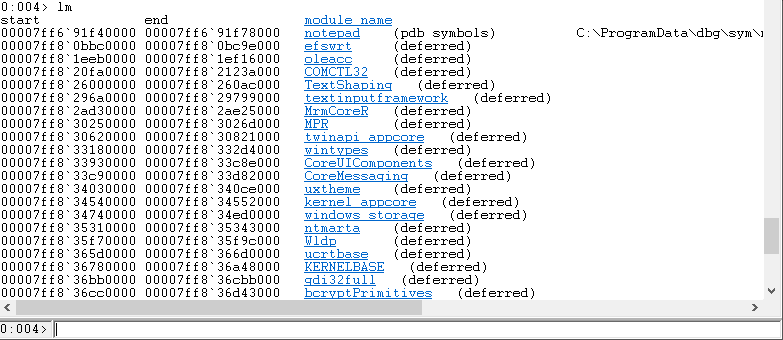 0:004> lm
start end module name
00007ff6`91f40000 00007ff6`91f78000 notepad (pdb symbols) C:\ProgramData\dbg\sym\
00007ff8`0bbc0000 00007ff8`0bc9e000 efswrt (deferred)
00007ff8`1eeb0000 00007ff8`1ef16000 oleacc (deferred)
00007ff8`20fa0000 00007ff8`2123a000 COMCTL32 (deferred)
00007ff8`26000000 00007ff8`260ac000 TextShaping (deferred)
00007ff8`296a0000 00007ff8`29799000 textinputframework (deferred)
00007ff8`2ad30000 00007ff8`2ae25000 MrmCoreR (deferred)
00007ff8`30250000 00007ff8`3026d000 MPR (deferred)
00007ff8`30620000 00007ff8`30821000 twinapi_appcore (deferred)
00007ff8`33180000 00007ff8`332d4000 wintypes (deferred)
00007ff8`33930000 00007ff8`33c8e000 CoreUIComponents (deferred)
00007ff8`33c90000 00007ff8`33d82000 CoreMessaging (deferred)
00007ff8`34030000 00007ff8`340ce000 uxtheme (deferred)
00007ff8`34540000 00007ff8`34552000 kernel_appcore (deferred)
00007ff8`34740000 00007ff8`34ed0000 windows_storage (deferred)
00007ff8`35310000 00007ff8`35343000 ntmarta (deferred)
00007ff8`35f70000 00007ff8`35f9c000 Wldp (deferred)
00007ff8`365d0000 00007ff8`366d0000 ucrtbase (deferred)
00007ff8`36780000 00007ff8`36a48000 KERNELBASE (deferred)
00007ff8`36bb0000 00007ff8`36cbb000 gdi32full (deferred)
00007ff8`36cc0000 00007ff8`36d43000 bcryptPrimitives (deferred)
0:004>